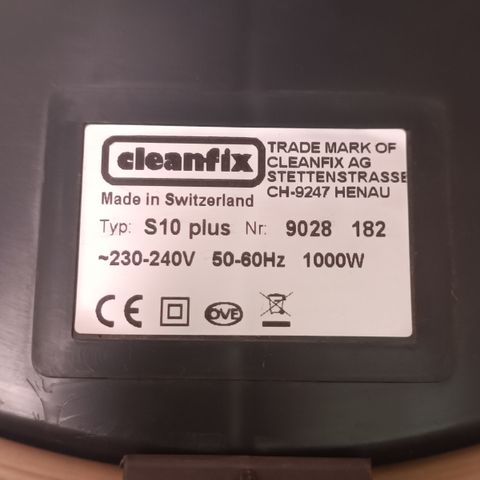 cleanfix
TRADE MARK OF
CLEANFIX AG
STETTENSTRASSE
CH-9247 HENAU
Made in Switzerland
Typ: S10 plus Nr: 9028 182
~230-240V 50-60Hz 1000W
CE OVE